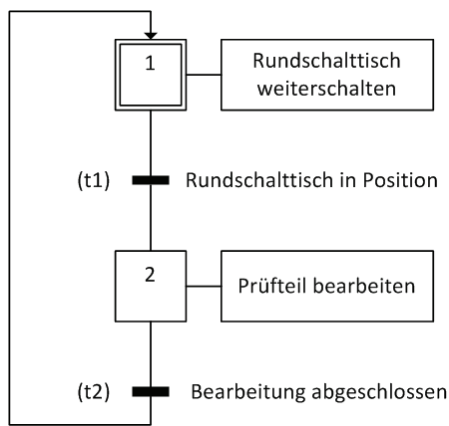 1
Rundschalttisch
weiterschalten
(t1)
Rundschalttisch in Position
2
Prüfteil bearbeiten
(t2)
Bearbeitung abgeschlossen